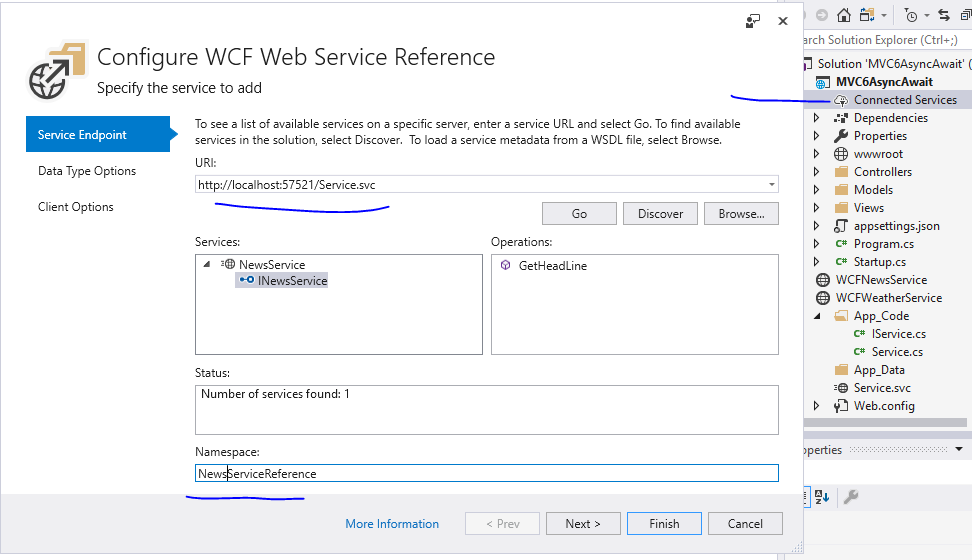 Configure WCF Web Service Reference
Specify the service to add
Service Endpoint
Data Type Options
Client Options
To see a list of available services on a specific server, enter a service URL and select Go. To find available
services in the solution, select Discover. To load a service metadata from a WSDL file, select Browse.
URI:
http://localhost:57521/Service.svc
Go
Discover
Browse...
Services:
NewsService
INewsService
Operations:
GetHeadLine
Status:
Number of services found: 1
Namespace:
NewsServiceReference
More Information
< Prev
Next >
Finish
Cancel
arch Solution Explorer (Ctrl+;)
Solution 'MVC6AsyncAwait' (
MVC6AsyncAwait
Connected Services
Dependencies
Properties
wwwroot
Controllers
Models
Views
appsettings.json
C# Program.cs
C# Startup.cs
WCFNewsService
WCFWeatherService
App_Code
C# IService.cs
C# Service.cs
App_Data
Service.svc
Web.config
operties